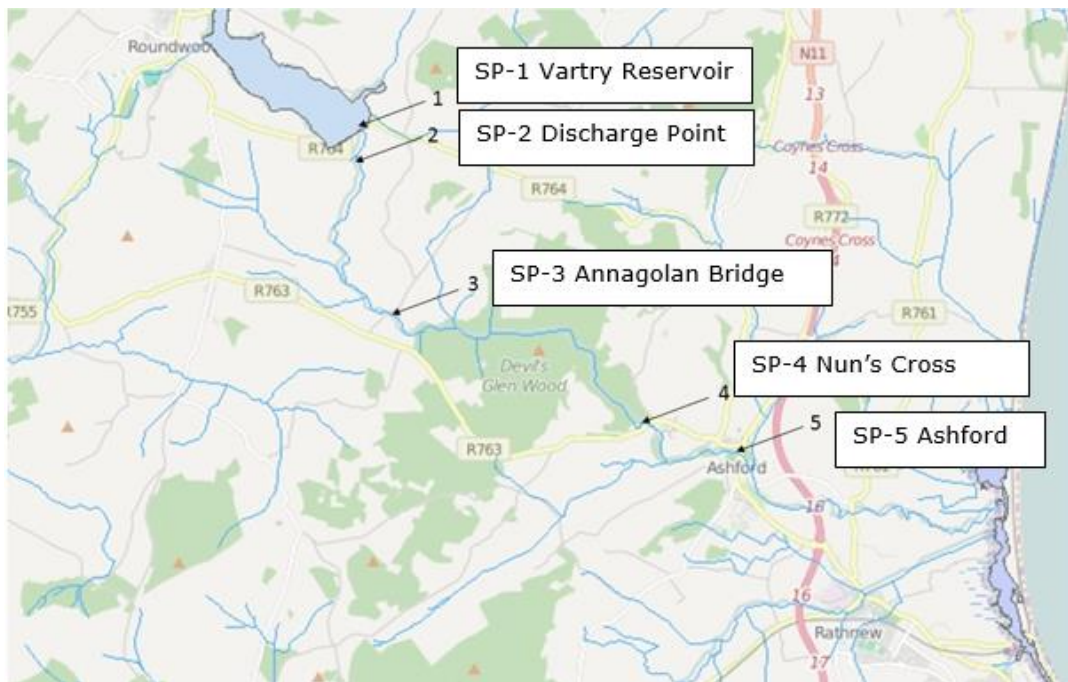 Roundwoo
SP-1 Vartry Reservoir
N11
13
1
SP-2 Discharge Point
2
R764
Coynes Cross
14
R764
R772
Coynes Cross
4
SP-3 Annagolan Bridge
3
R763
R755
R761
Devil's
Glen Wood
SP-4 Nun's Cross
4
5
SP-5 Ashford
R763
Ashford
18
16
Rathnew
17